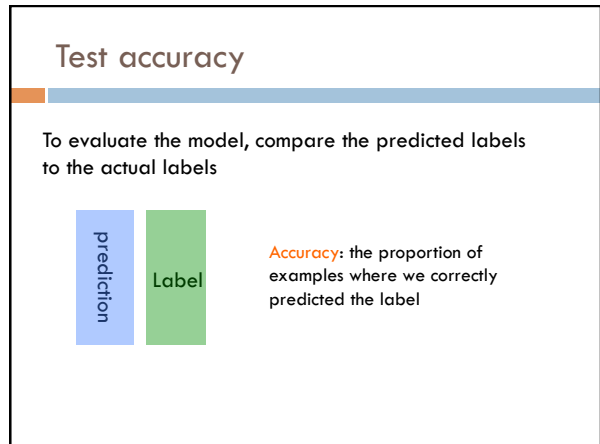 Test accuracy
To evaluate the model, compare the predicted labels
to the actual labels
prediction
Label
Accuracy: the proportion of
examples where we correctly
predicted the label